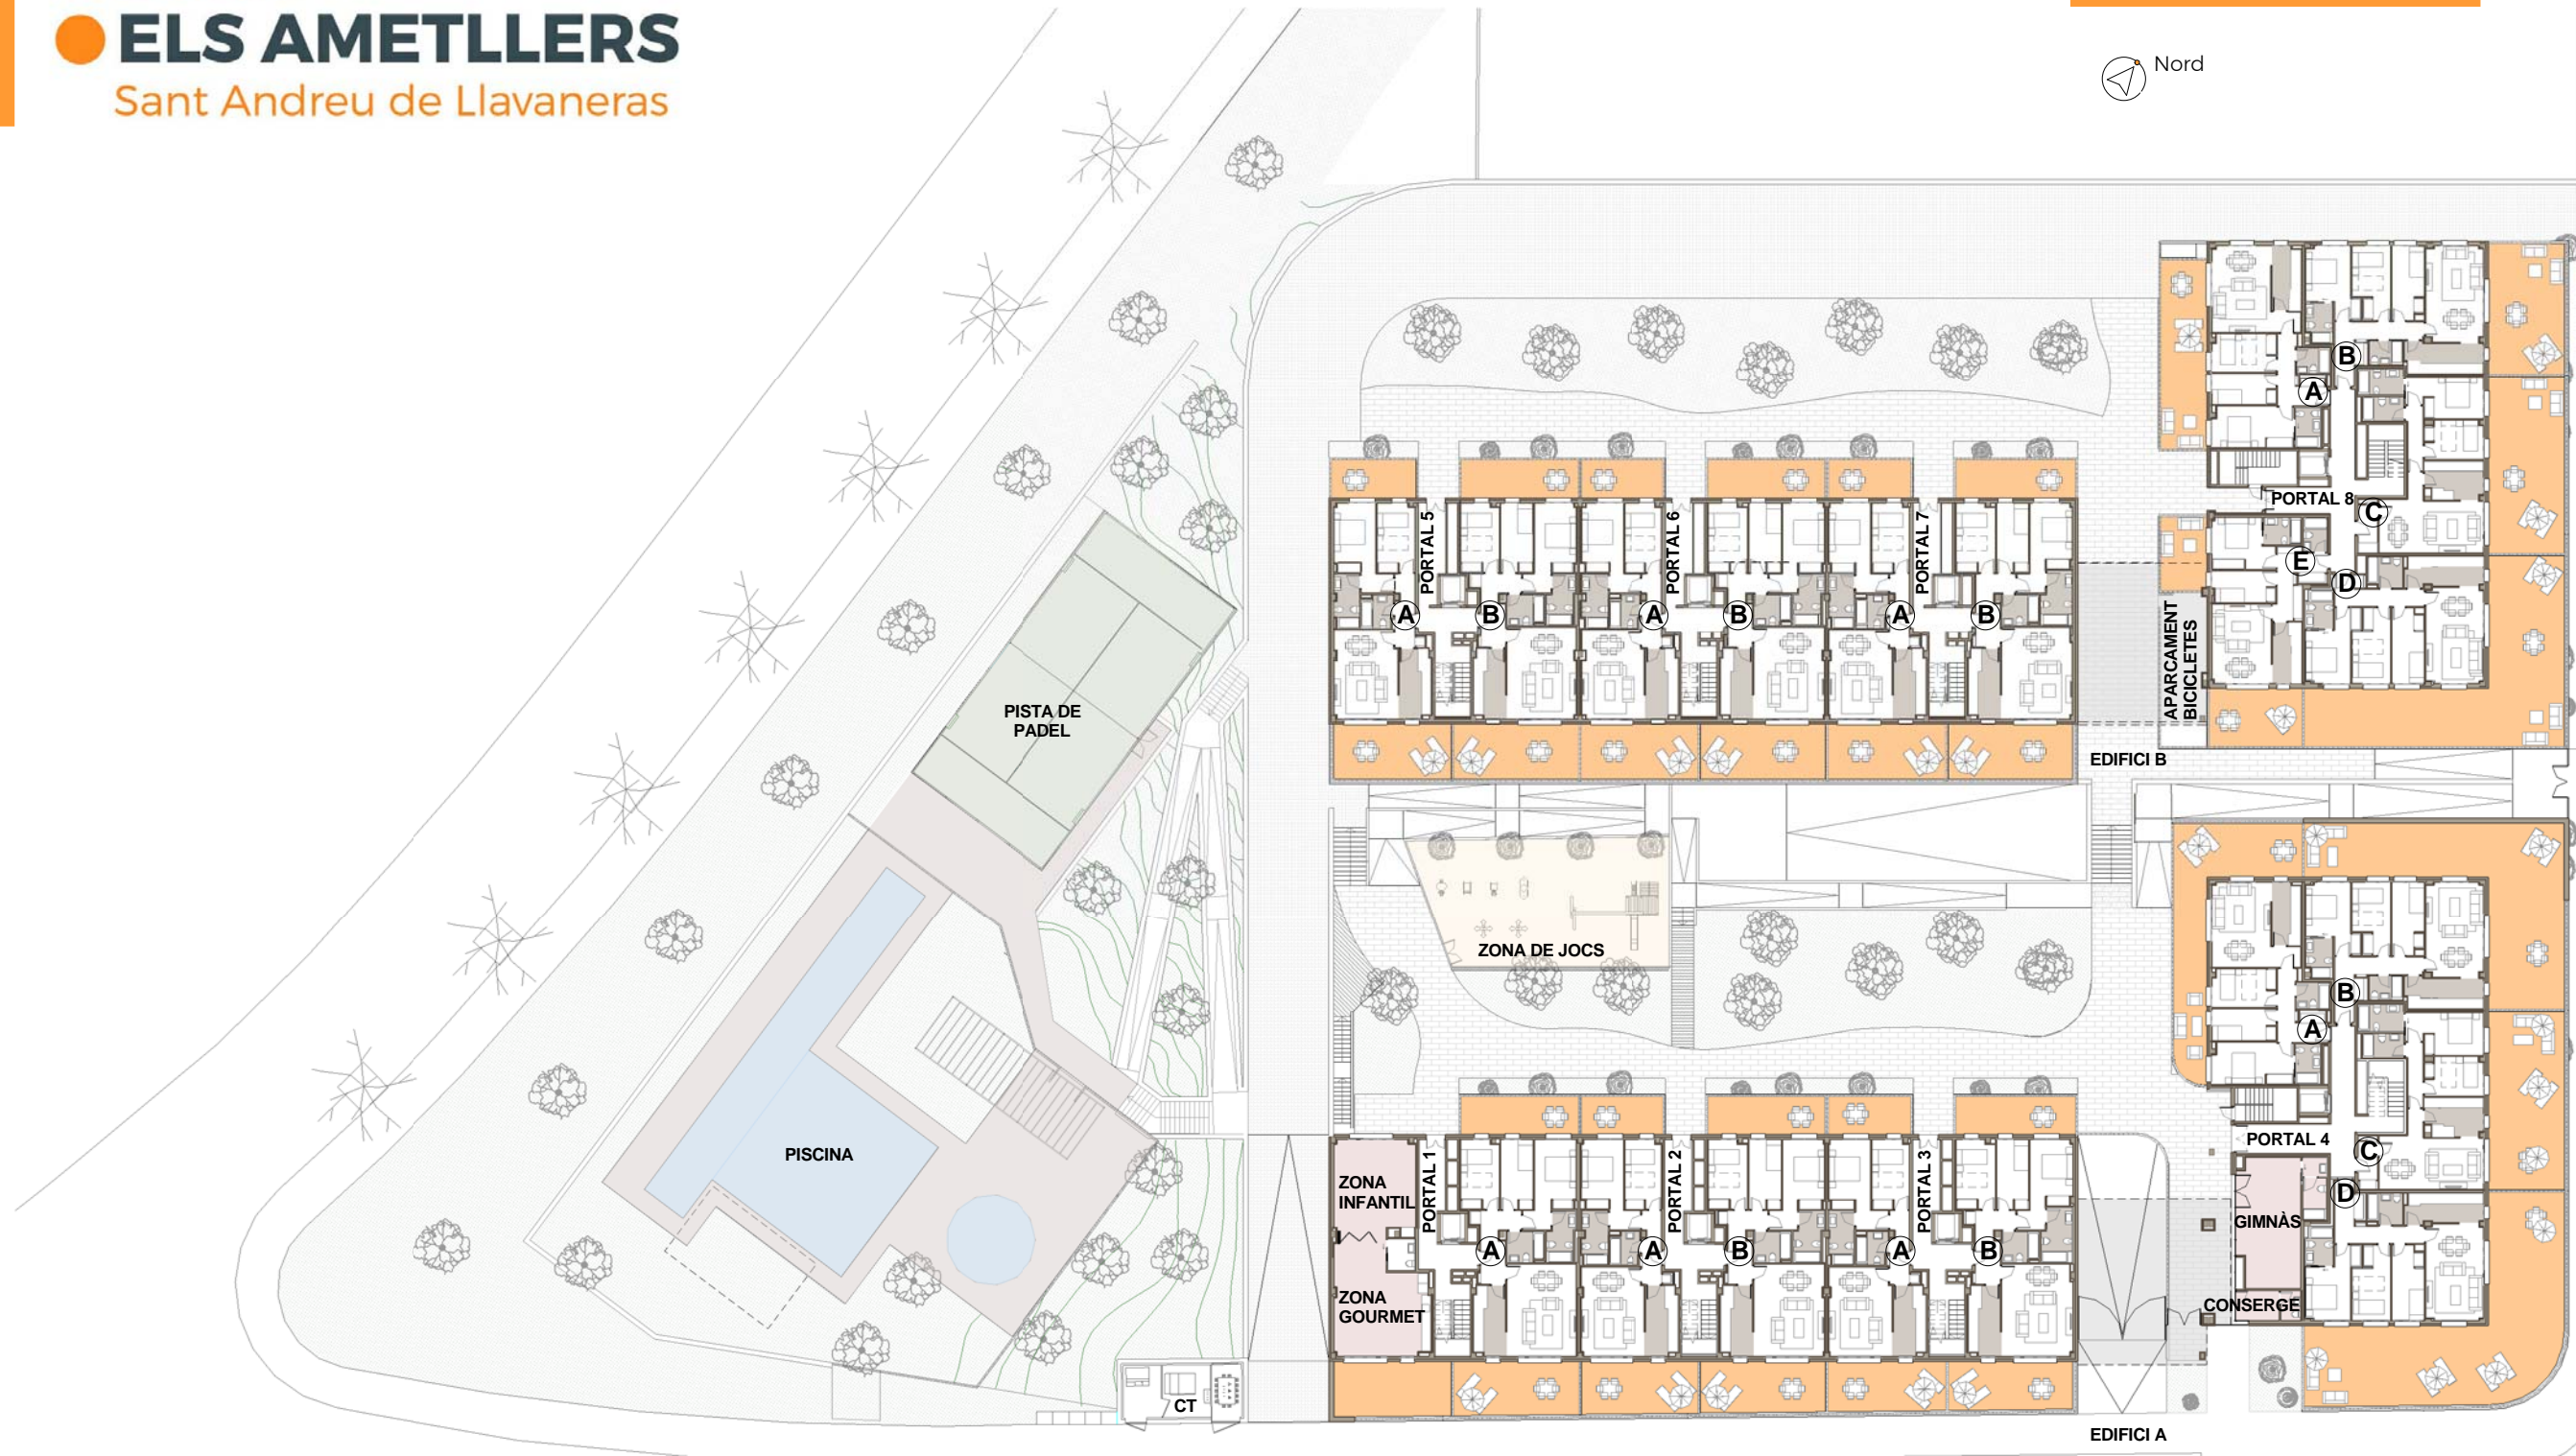 ELS AMETLLERS
Sant Andreu de Llavaneras
Nord
B
A
PORTAL 8
C
E
D
APARCAMENT
BICICLETES
PORTAL 5
PORTAL 6
PORTAL 7
A
B
A
B
A
B
PISTA DE
PADEL
EDIFICI B
ZONA DE JOCS
B
A
PORTAL 4
C
D
GIMNÀS
CONSERGE
PISCINA
ZONA
INFANTIL
PORTAL 1
PORTAL 2
PORTAL 3
A
A
B
A
B
ZONA
GOURMET
CT
EDIFICI A